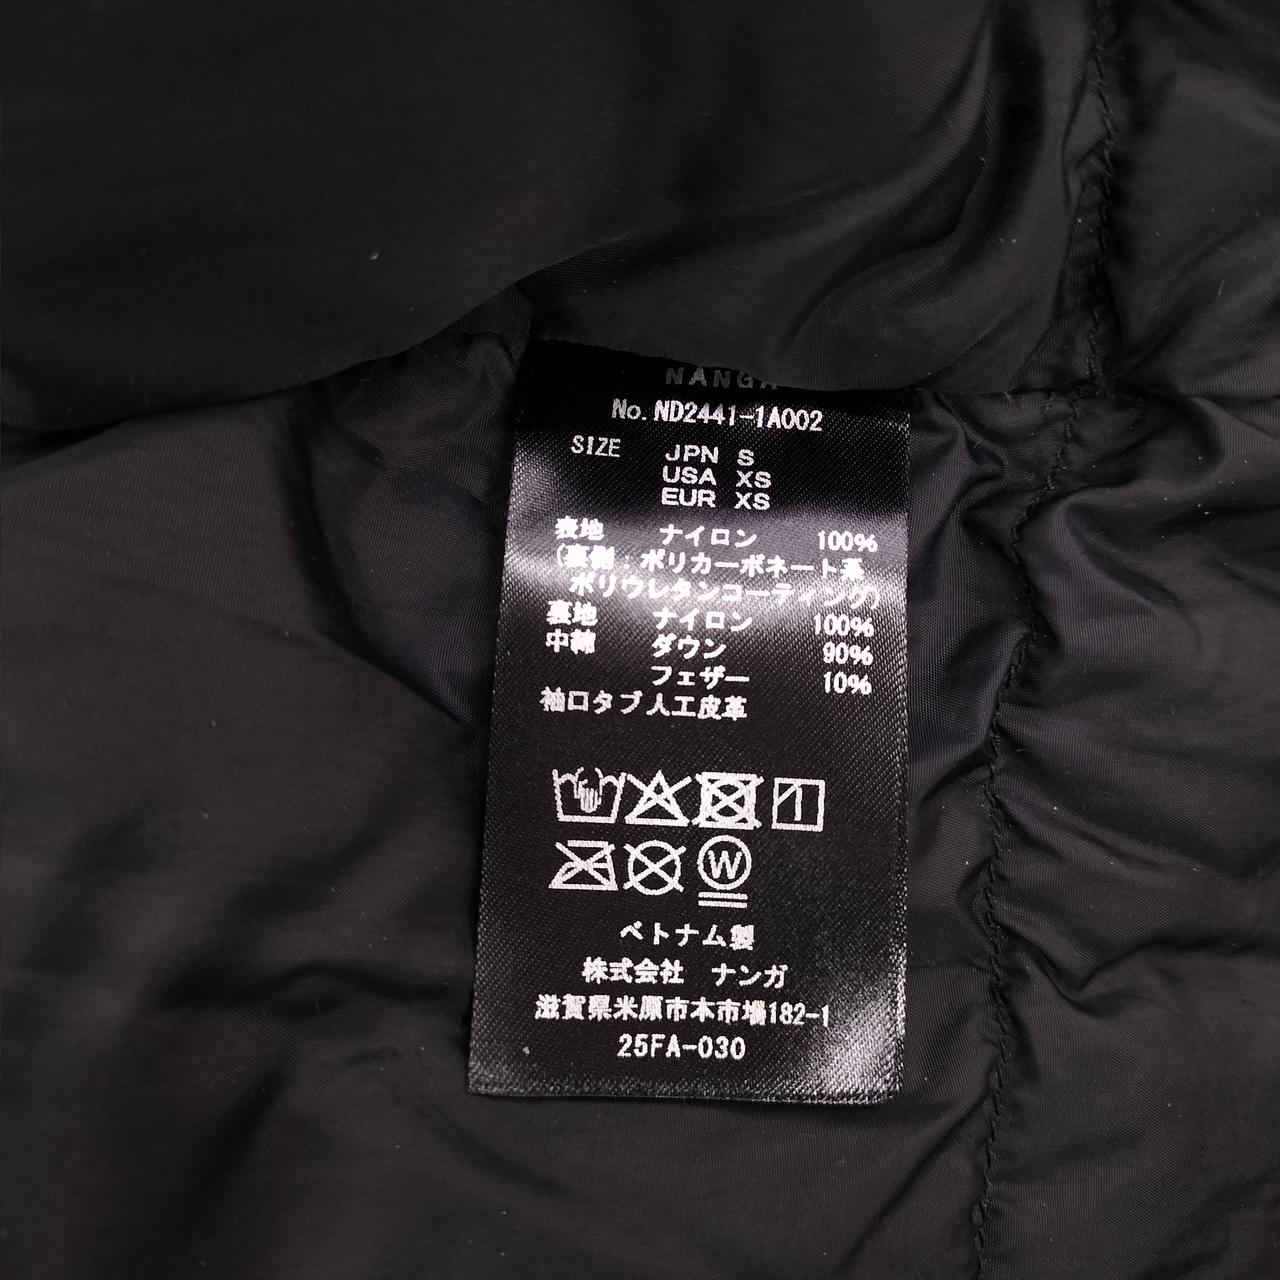 NANGA
No. ND2441-1A002
SIZE JPN S
USA XS
EUR XS
表地 ナイロン 100%
(裏側:ポリカーボネート系
ポリウレタンコーティング)
裏地 ナイロン 100%
中綿 ダウン 90%
フェザー 10%
袖口タブ 人工皮革
W
ベトナム製
株式会社 ナンガ
滋賀県米原市本市場182-1
25FA-030